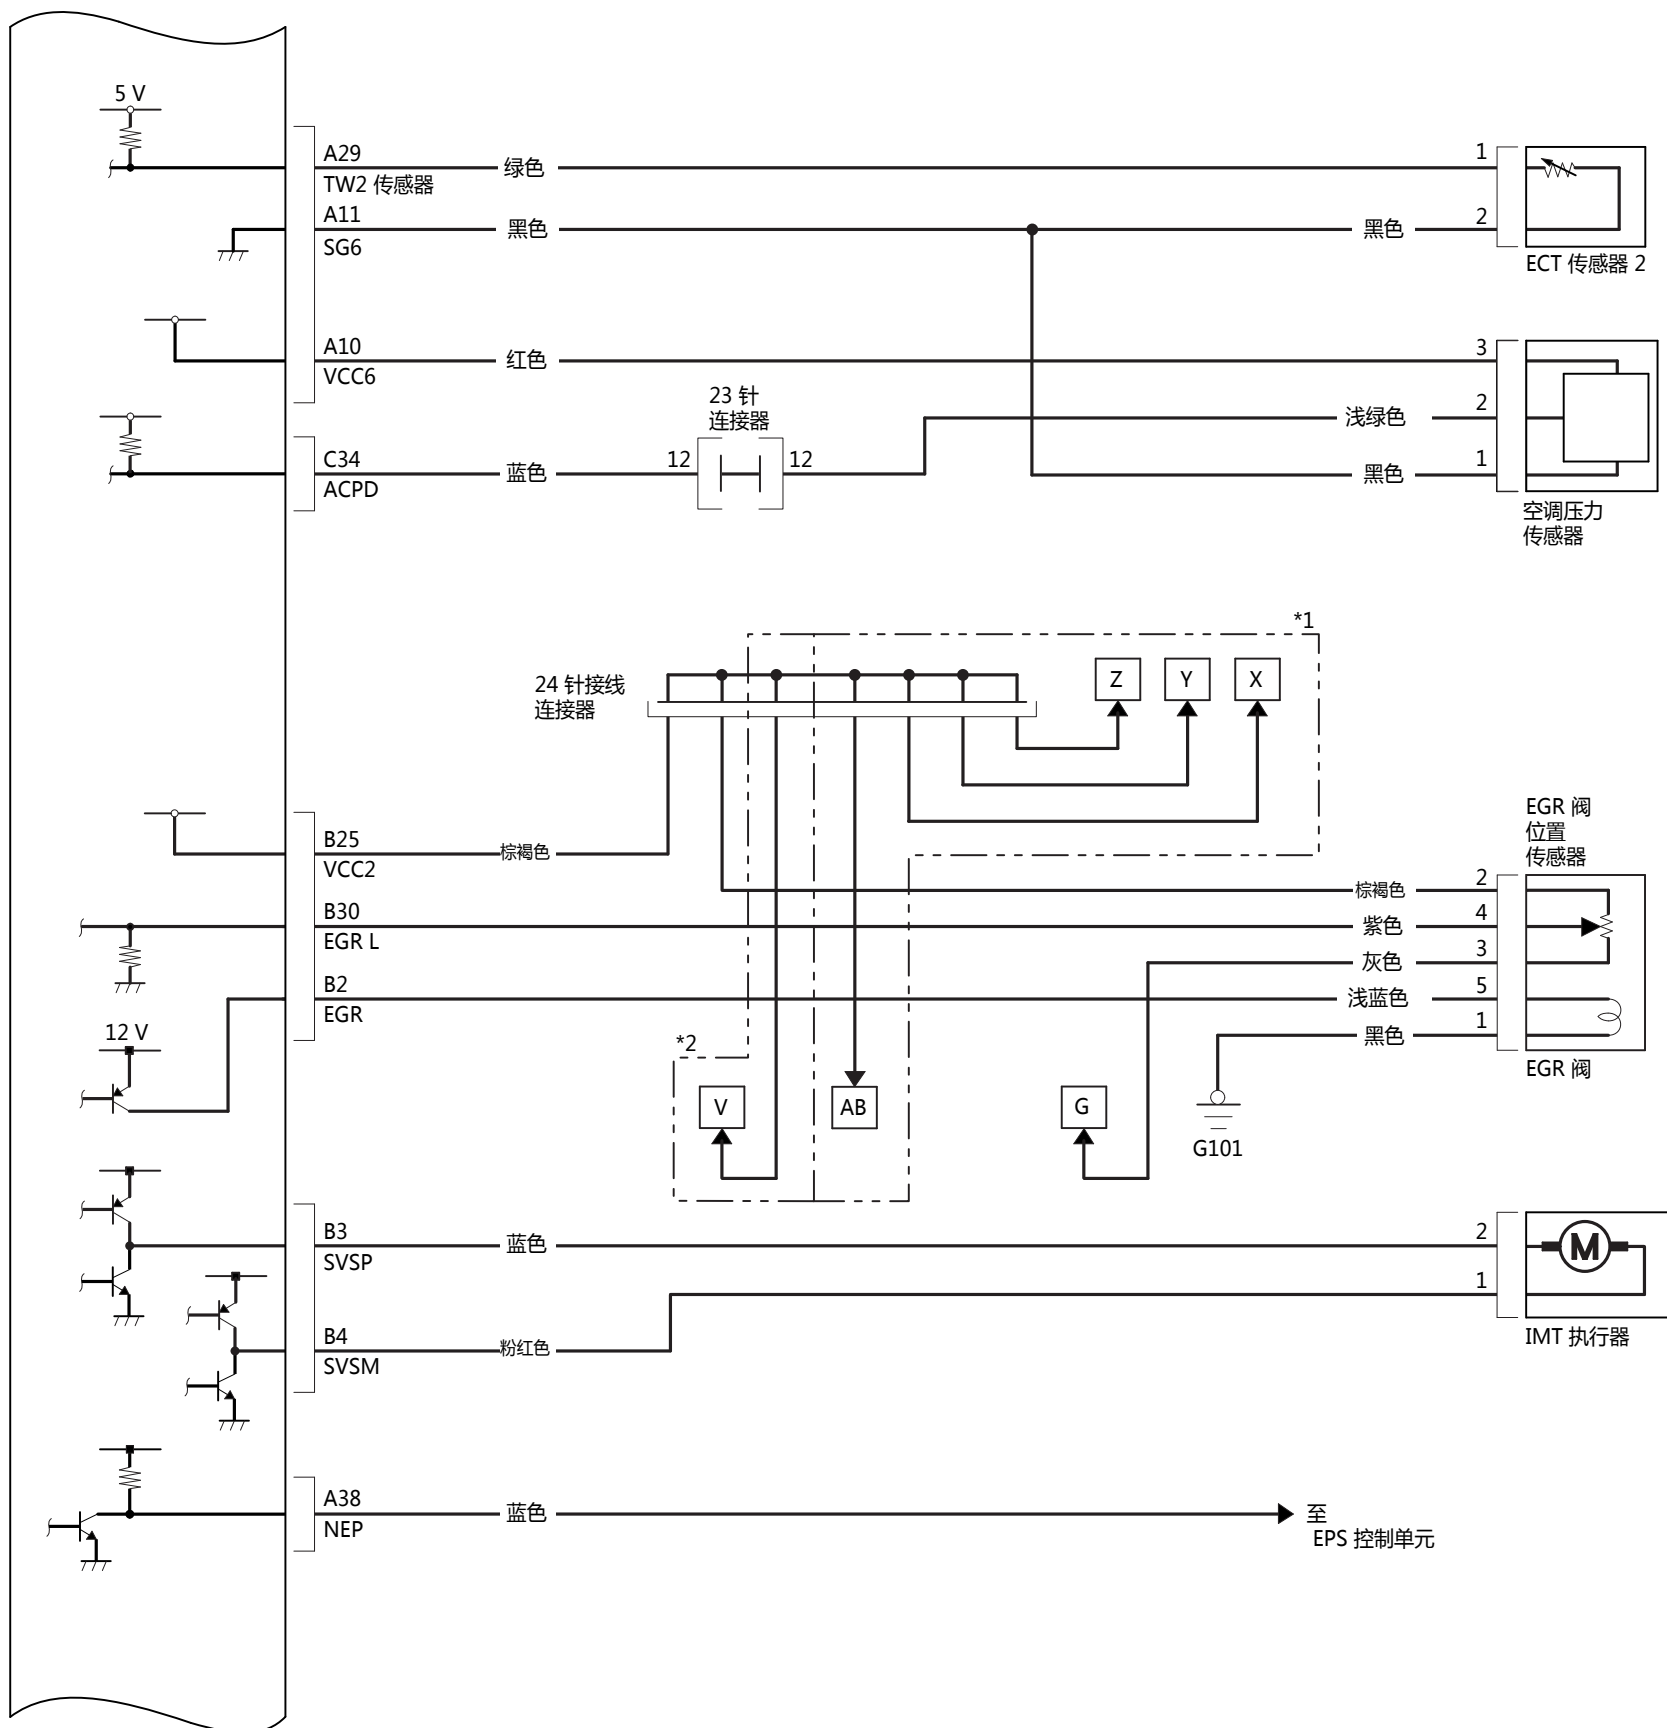 5 V
A29
绿色
1
TW2 传感器
A11
黑色
黑色
2
SG6
ECT 传感器 2
A10
红色
3
VCC6
23 针
连接器
浅绿色
2
C34
蓝色
12
12
ACPD
黑色
1
空调压力
传感器
*1
24 针接线
连接器
Z
Y
X
EGR 阀
位置
传感器
B25
棕褐色
VCC2
棕褐色
2
B30
紫色
4
EGR L
灰色
3
B2
浅蓝色
5
EGR
12 V
*2
黑色
1
EGR 阀
V
AB
G
G101
B3
蓝色
2
SVSP
M
1
B4
粉红色
IMT 执行器
SVSM
A38
蓝色
至
NEP
EPS 控制单元